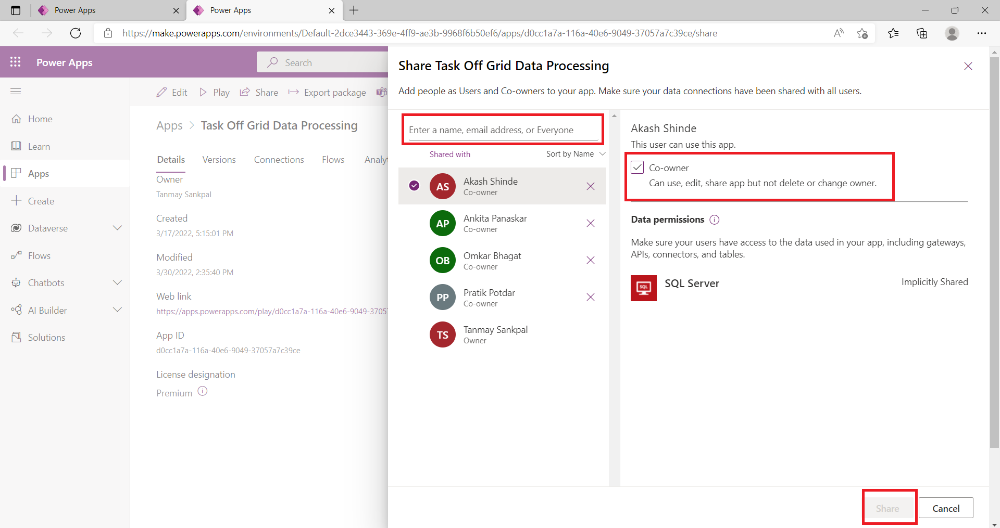 Power Apps
Power Apps
https://make.powerapps.com/environments/Default-2dce3443-369e-4ff9-ae3b-9968f6b50ef6/apps/d0cc1a7a-116a-40e6-9049-37057a7c39ce/share
Power Apps
Search
Home
Learn
Apps
Create
Dataverse
Flows
Chatbots
AI Builder
Solutions
Edit
Play
Share
Export package
Apps > Task Off Grid Data Processing
Details
Versions
Connections
Flows
Analyt
Owner
Tanmay Sankpal
Created
3/17/2022, 5:15:01 PM
Modified
3/30/2022, 2:35:40 PM
Web link
https://apps.powerapps.com/play/d0cc1a7a-116a-40e6-9049-3705
App ID
d0cc1a7a-116a-40e6-9049-37057a7c39ce
License designation
Premium
Share Task Off Grid Data Processing
Add people as Users and Co-owners to your app. Make sure your data connections have been shared with all users.
Enter a name, email address, or Everyone
Shared with
Sort by Name
AS
Akash Shinde
Co-owner
AP
Ankita Panaskar
Co-owner
OB
Omkar Bhagat
Co-owner
PP
Pratik Potdar
Co-owner
TS
Tanmay Sankpal
Owner
Akash Shinde
This user can use this app.
Co-owner
Can use, edit, share app but not delete or change owner.
Data permissions
Make sure your users have access to the data used in your app, including gateways,
APIs, connectors, and tables.
SQL
SQL Server
Implicitly Shared
Share
Cancel